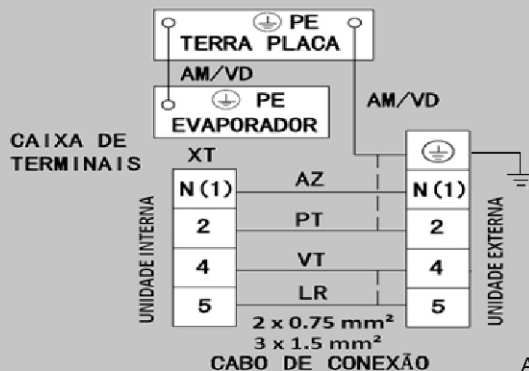 PE
TERRA PLACA
AM/VD
PE
EVAPORADOR
AM/VD
CAIXA DE
TERMINAIS
XT
UNIDADE INTERNA
N(1)
AZ
N(1)
2
PT
2
4
VT
4
5
LR
5
UNIDADE EXTERNA
2 x 0.75 mm²
3 x 1.5 mm²
CABO DE CONEXÃO
A